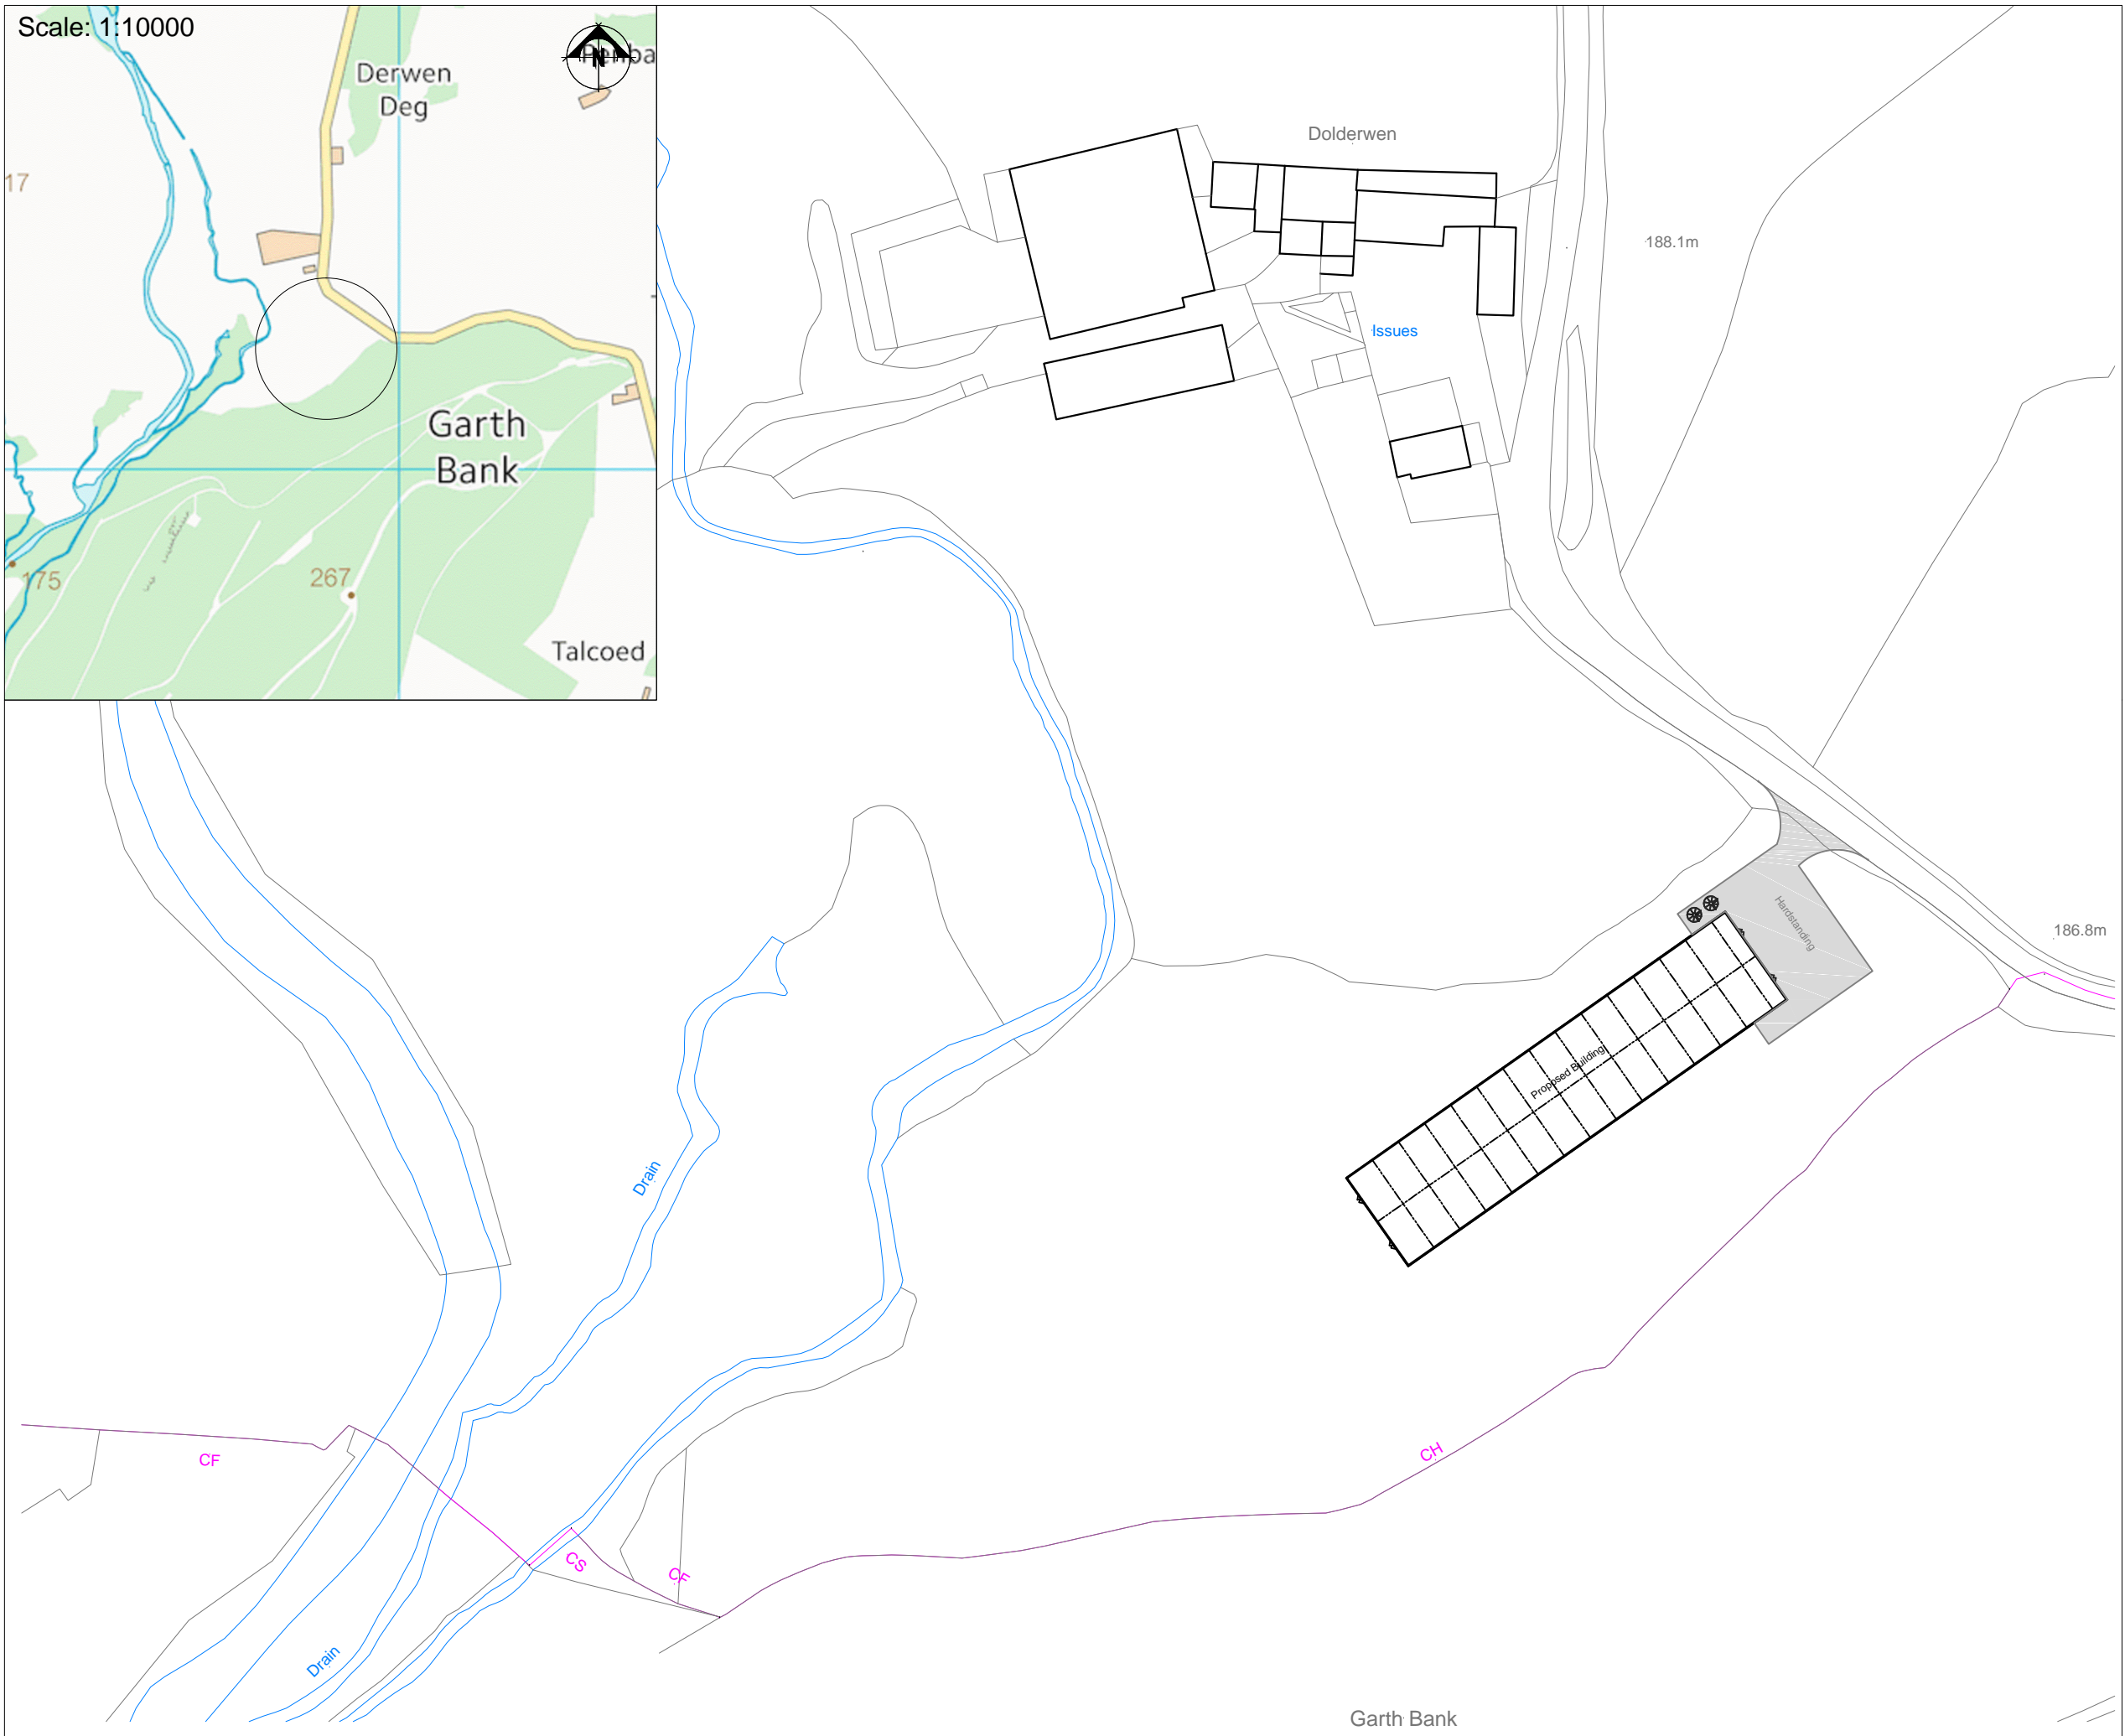 Scale: 1:10000
N
Derwen
Deg
17
Garth
Bank
175
267
Talcoed
Dolderwen
188.1m
Issues
Hardstanding
186.8m
Proposed Building
Drain
CF
CH
CS
CF
Drain
Garth Bank